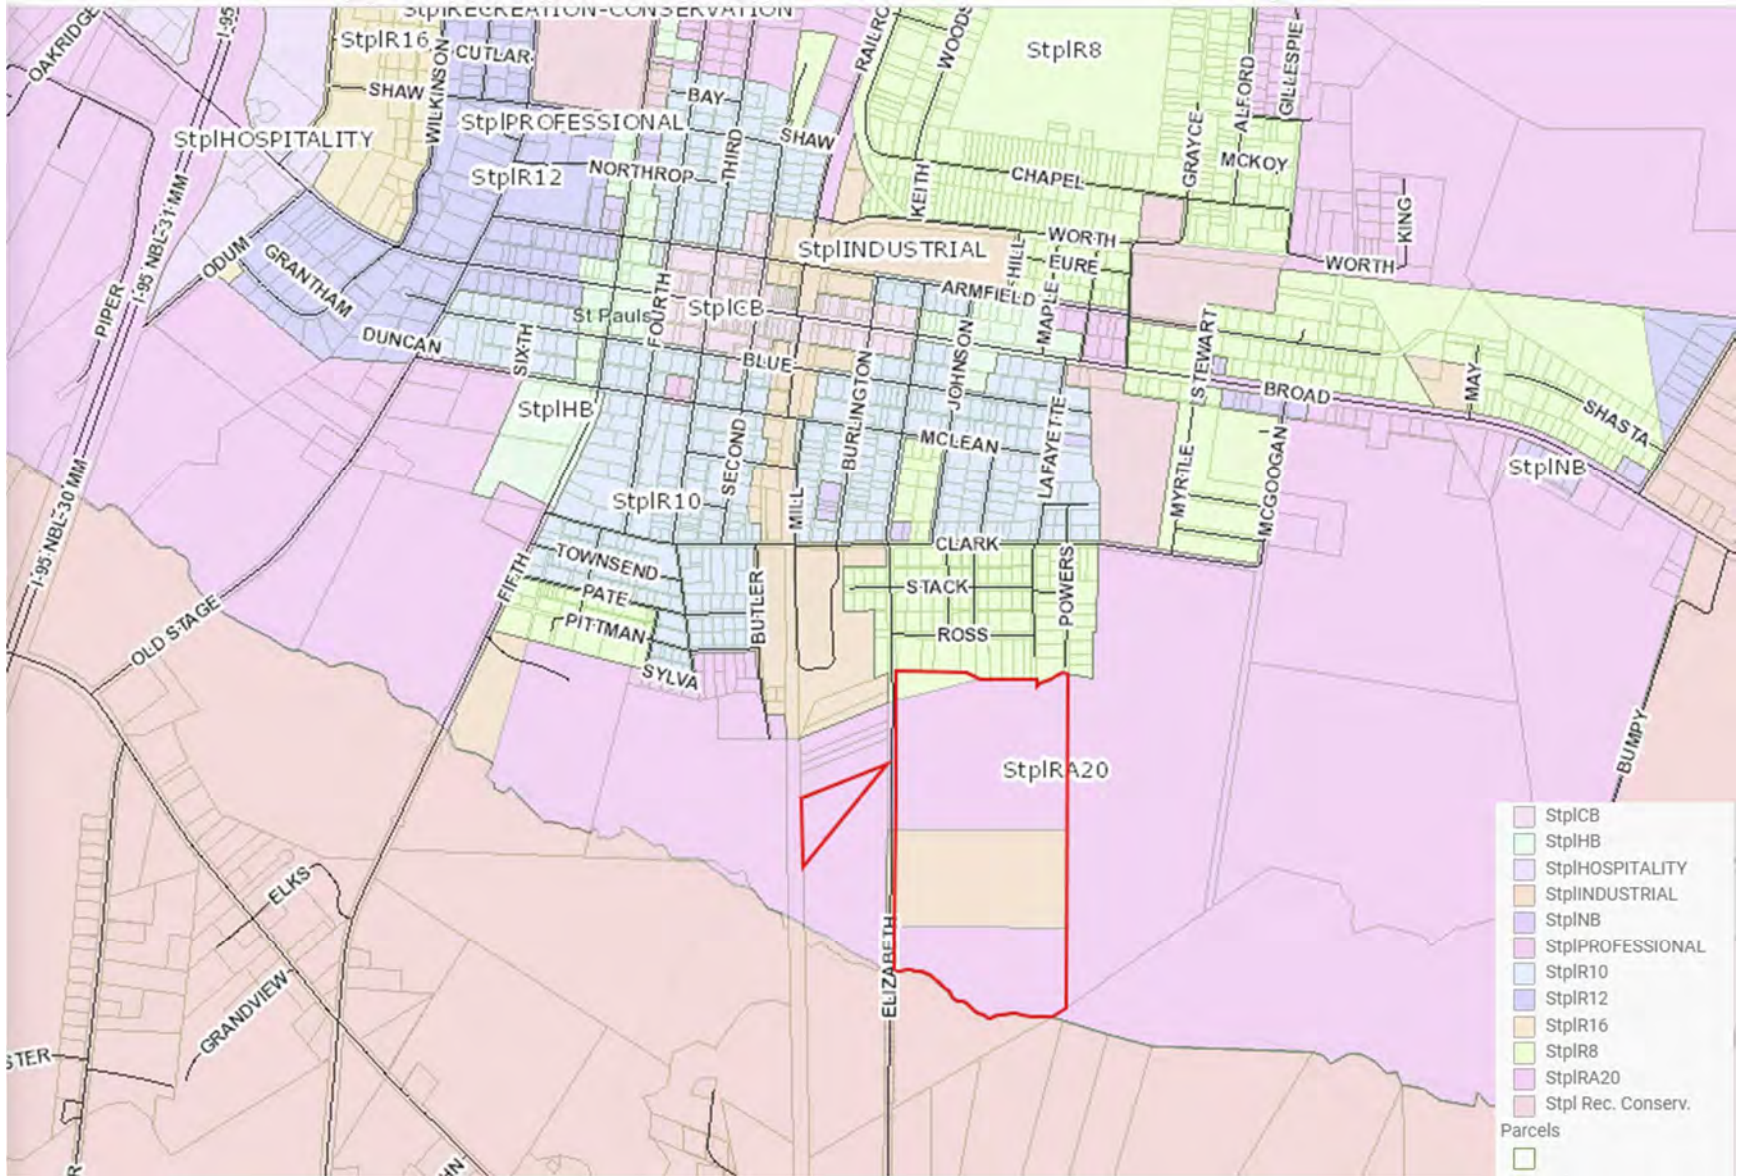 StplRECREATION-CONSERVATION
OAKRIDGE
I-95
StplR16
CUTLAR
WILKINSON
SHAW
BAY
RAILRO
WOODS
StplR8
ALFORD
GILLESPIE
StplHOSPITALITY
StplPROFESSIONAL
THIRD
SHAW
NORTHROP
StplR12
KEITH
CHAPEL
GRAYCE
MCKOY
KING
I-95 NBL-31 MM
ODUM
GRANTHAM
StplINDUSTRIAL
WORTH
HILL
EURE
WORTH
PIPER
FOURTH
St Pauls
StplCB
ARMFIELD
MAPLE
DUNCAN
SIXTH
BLUE
BURLINGTON
JOHNSON
STEWART
BROAD
MAY
SHASTA
StplHB
SECOND
MCLEAN
LAFAYETTE
MYRTLE
MCGOOGAN
StplNB
I-95 NBL-30 MM
StplR10
MILL
CLARK
FIFTH
TOWNSEND
PATE
PITTMAN
BUTLER
STACK
POWERS
ROSS
OLD STAGE
SYLVA
BUMPY
StplRA20
ELKS
ELIZABETH
GRANDVIEW
STER
HN
R
StplCB
StplHB
StplHOSPITALITY
StplINDUSTRIAL
StplNB
StplPROFESSIONAL
StplR10
StplR12
StplR16
StplR8
StplRA20
Stpl Rec. Conserv.
Parcels